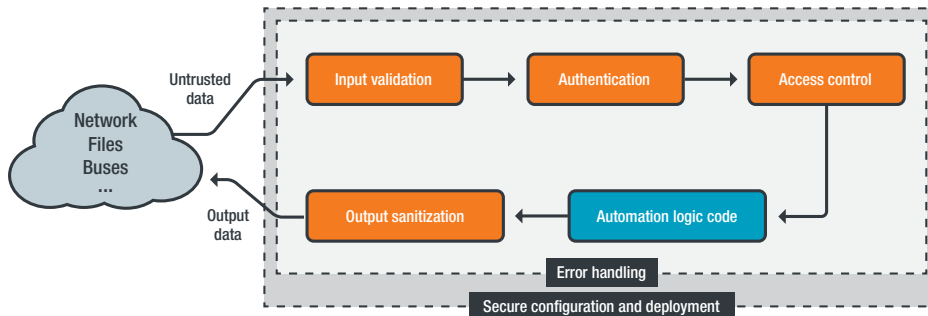 Untrusted
data
Input validation
Authentication
Access control
Network
Files
Buses
...
Output
data
Output sanitization
Automation logic code
Error handling
Secure configuration and deployment